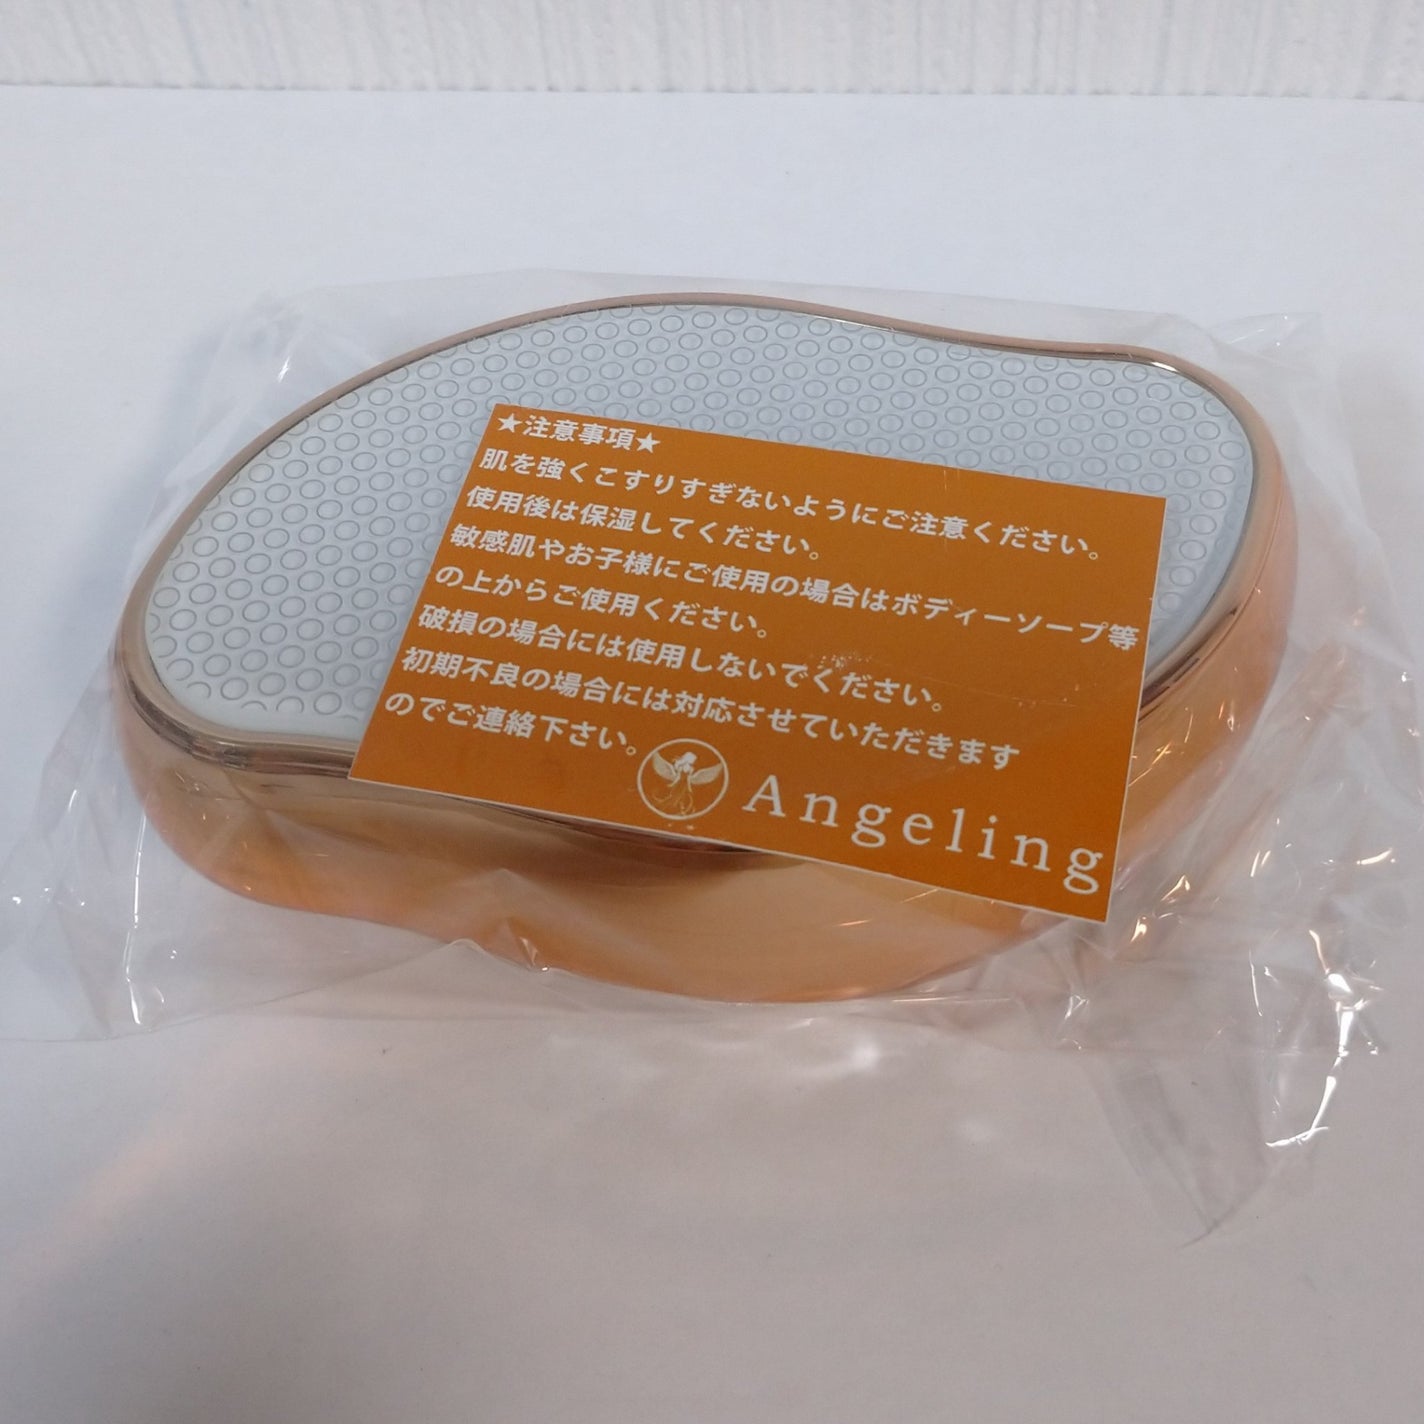 ★注意事項★
肌を強くこすりすぎないようにご注意ください。
使用後は保湿してください。
敏感肌やお子様にご使用の場合はボディーソープ等
の上からご使用ください。
破損の場合には使用しないでください。
初期不良の場合には対応させていただきます
のでご連絡下さい。
Angeling